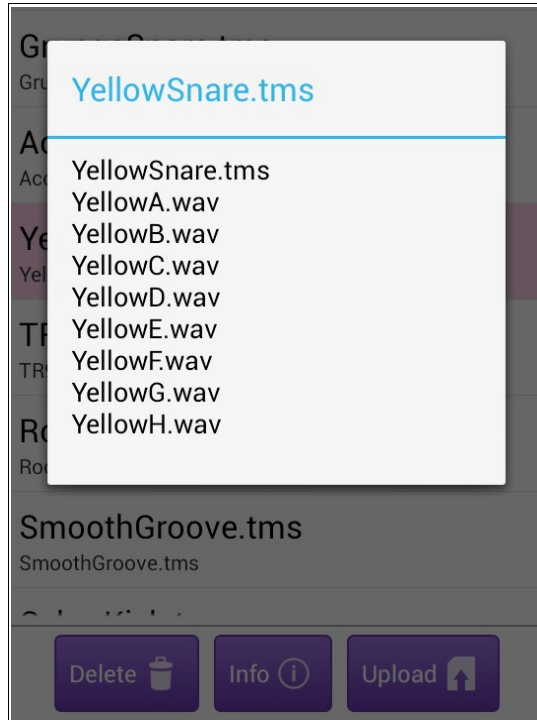 YellowSnare.tms
YellowSnare.tms
YellowA.wav
YellowB.wav
YellowC.wav
YellowD.wav
YellowE.wav
YellowF.wav
YellowG.wav
YellowH.wav
SmoothGroove.tms
SmoothGroove.tms
Delete
Info
Upload